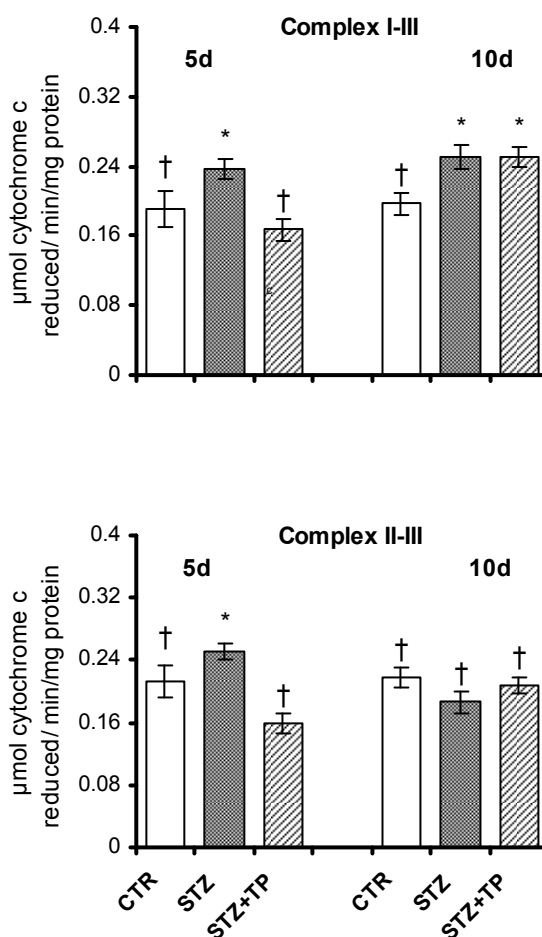 Complex I-III
5d
10d
µmol cytochrome c
reduced/ min/mg protein
0.4
0.32
0.24
0.16
0.08
0
†
*
†
†
*
*
Complex II-III
5d
10d
µmol cytochrome c
reduced/ min/mg protein
0.4
0.32
0.24
0.16
0.08
0
†
*
†
†
†
†
CTR
STZ
STZ+TP
CTR
STZ
STZ+TP